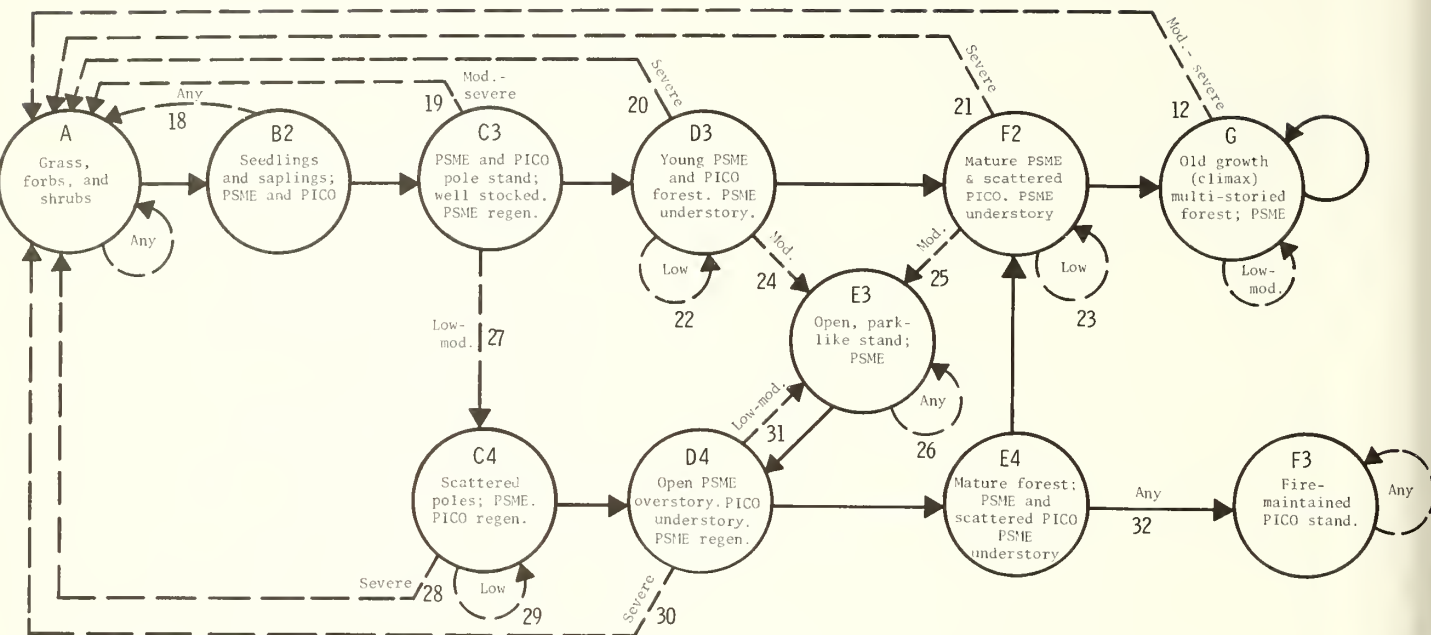 Mod.- severe
12
Severe
21
Severe
20
Mod.-
severe
19
Any
18
A
Grass,
forbs, and
shrubs
Any
B2
Seedlings
and saplings;
PSME and PICO
C3
PSME and PICO
pole stand;
well stocked.
PSME regen.
D3
Young PSME
and PICO
forest. PSME
understory.
Low
22
F2
Mature PSME
& scattered
PICO. PSME
understory
Low
23
G
Old growth
(climax)
multi-storied
forest; PSME
Low-
mod.
Mod.
24
Mod.
25
E3
Open, park-
like stand;
PSME
Any
26
Low-
mod.
27
Low-mod.
31
C4
Scattered
poles; PSME.
PICO regen.
Severe
28
Low
29
D4
Open PSME
overstory. PICO
understory.
PSME regen.
Severe
30
E4
Mature forest;
PSME and
scattered PICO
PSME
understory
Any
32
F3
Fire-
maintained
PICO stand.
Any